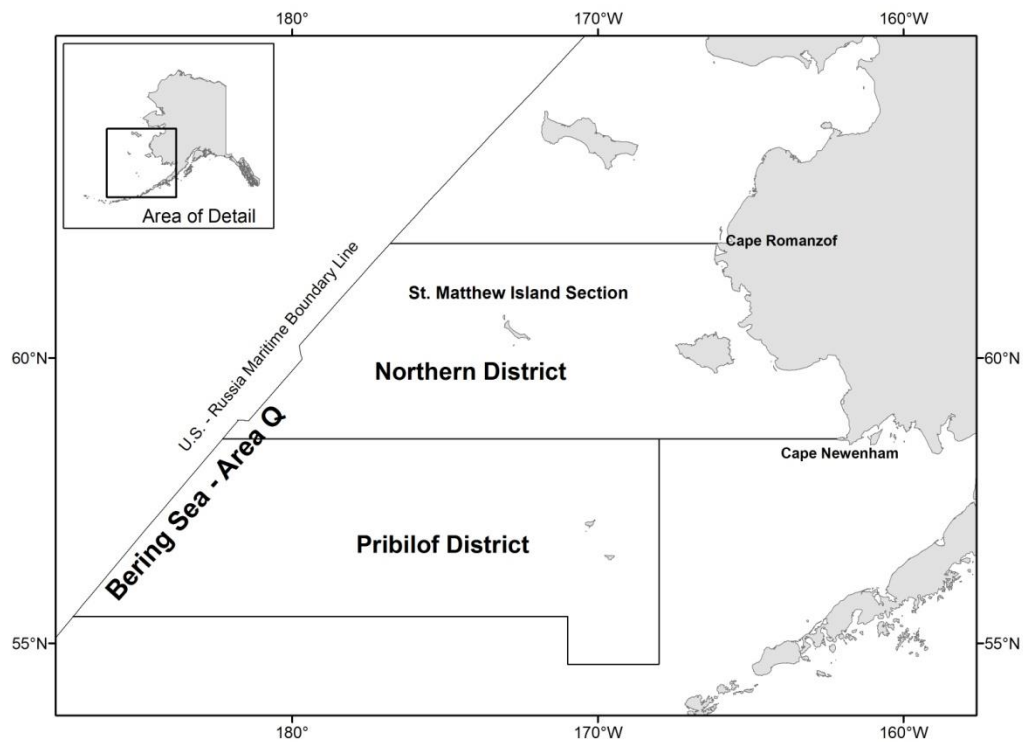 180°
170°W
160°W
Area of Detail
Cape Romanzof
U.S. - Russia Maritime Boundary Line
St. Matthew Island Section
60°N
60°N
Northern District
Bering Sea - Area Q
Cape Newenham
Pribilof District
55°N
55°N
180°
170°W
160°W